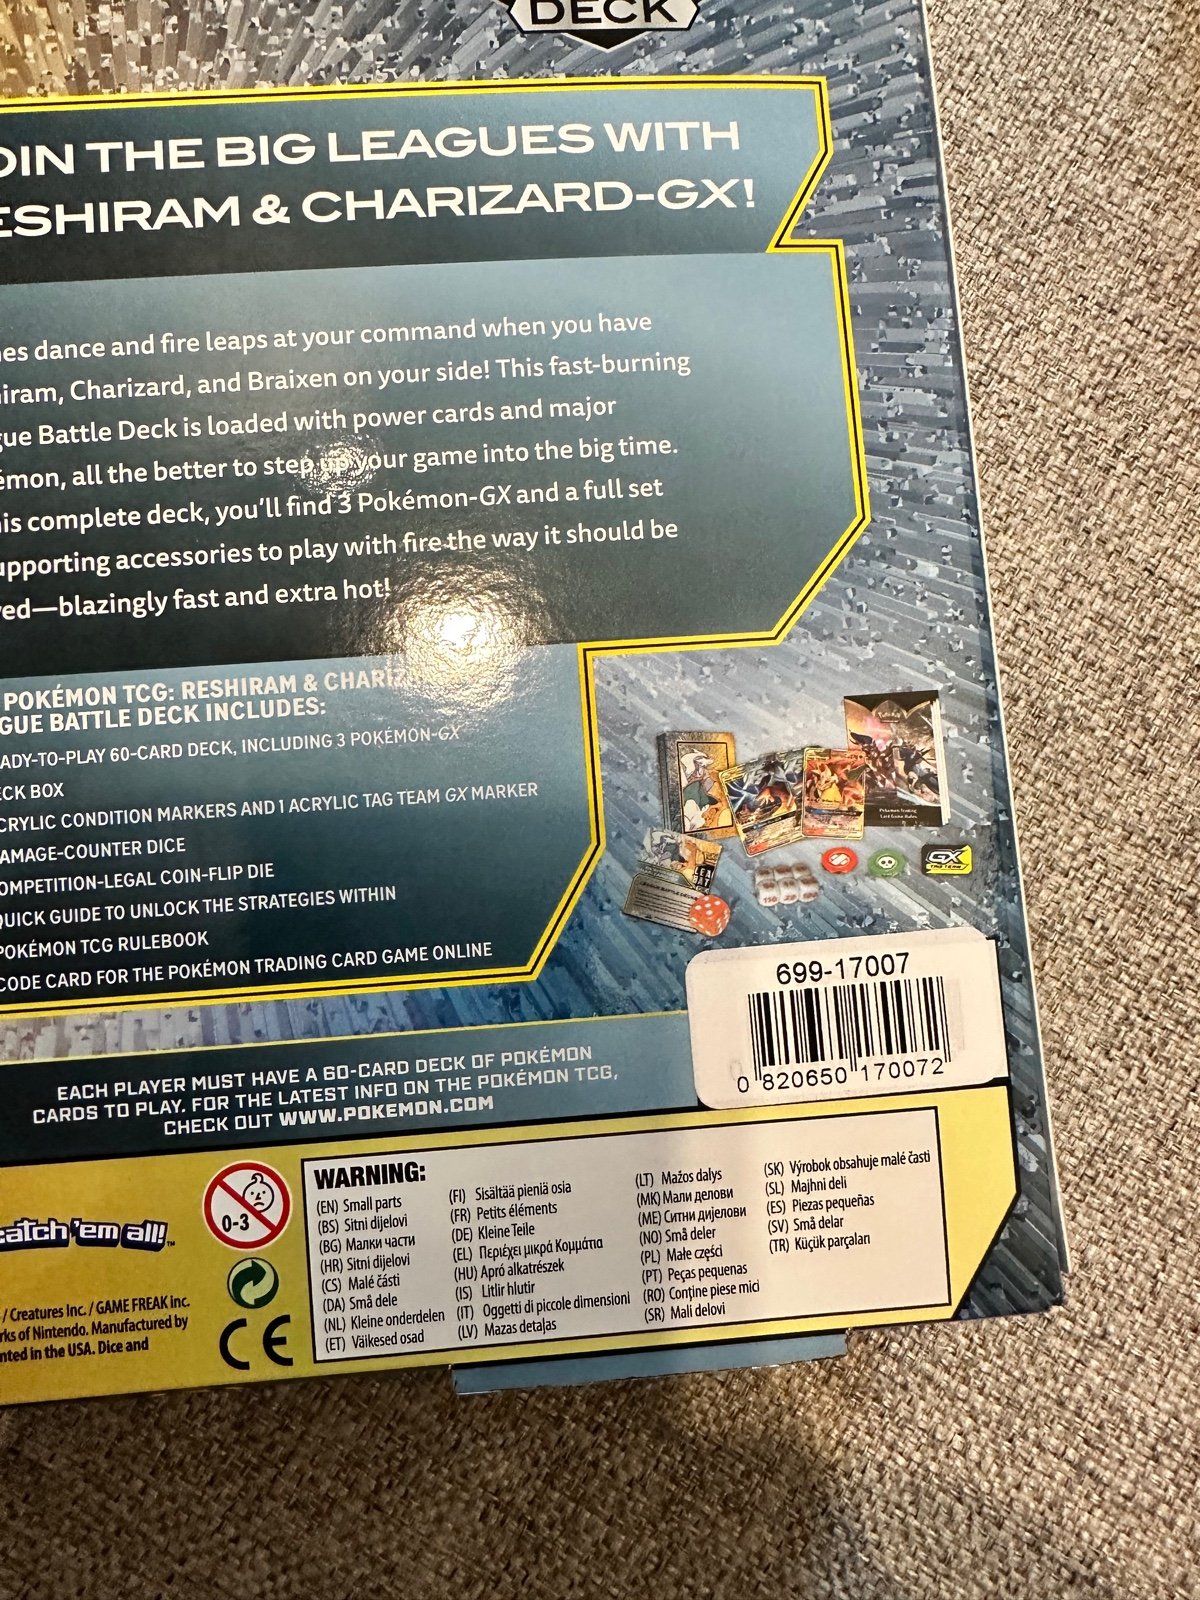 DECK
OIN THE BIG LEAGUES WITH
ESHIRAM & CHARIZARD-GX!
es dance and fire leaps at your command when you have
iram, Charizard, and Braixen on your side! This fast-burning
gue Battle Deck is loaded with power cards and major
émon, all the better to step up your game into the big time.
is complete deck, you'll find 3 Pokémon-GX and a full set
upporting accessories to play with fire the way it should be
ed—blazingly fast and extra hot!
POKÉMON TCG: RESHIRAM & CHARIZ
GUE BATTLE DECK INCLUDES:
ADY-TO-PLAY 60-CARD DECK, INCLUDING 3 POKÉMON-GX
CK BOX
CRYLIC CONDITION MARKERS AND 1 ACRYLIC TAG TEAM GX MARKER
AMAGE-COUNTER DICE
OMPETITION-LEGAL COIN-FLIP DIE
QUICK GUIDE TO UNLOCK THE STRATEGIES WITHIN
POKÉMON TCG RULEBOOK
CODE CARD FOR THE POKÉMON TRADING CARD GAME ONLINE
Pokémon Trading
Card Game Rules
GX
TAG TEAM
699-17007
0 820650 170072
EACH PLAYER MUST HAVE A 60-CARD DECK OF POKÉMON
CARDS TO PLAY. FOR THE LATEST INFO ON THE POKÉMON TCG,
CHECK OUT WWW.POKEMON.COM
catch 'em all!™
/ Creatures Inc. / GAME FREAK inc.
rks of Nintendo. Manufactured by
nted in the USA. Dice and
0-3
CE
WARNING:
(EN) Small parts
(BS) Sitni dijelovi
(BG) Малки части
(HR) Sitni dijelovi
(CS) Malé části
(DA) Små dele
(NL) Kleine onderdelen
(ET) Väikesed osad
(FI) Sisältää pieniä osia
(FR) Petits éléments
(DE) Kleine Teile
(EL) Περιέχει μικρά Κομμάτια
(HU) Apró alkatrészek
(IS) Litlir hlutir
(IT) Oggetti di piccole dimensioni
(LV) Mazas detaļas
(LT) Mažos dalys
(MK) Мали делови
(ME) Ситни дијелови
(NO) Små deler
(PL) Małe części
(PT) Peças pequenas
(RO) Conține piese mici
(SR) Mali delovi
(SK) Výrobok obsahuje malé časti
(SL) Majhni deli
(ES) Piezas pequeñas
(SV) Små delar
(TR) Küçük parçaları